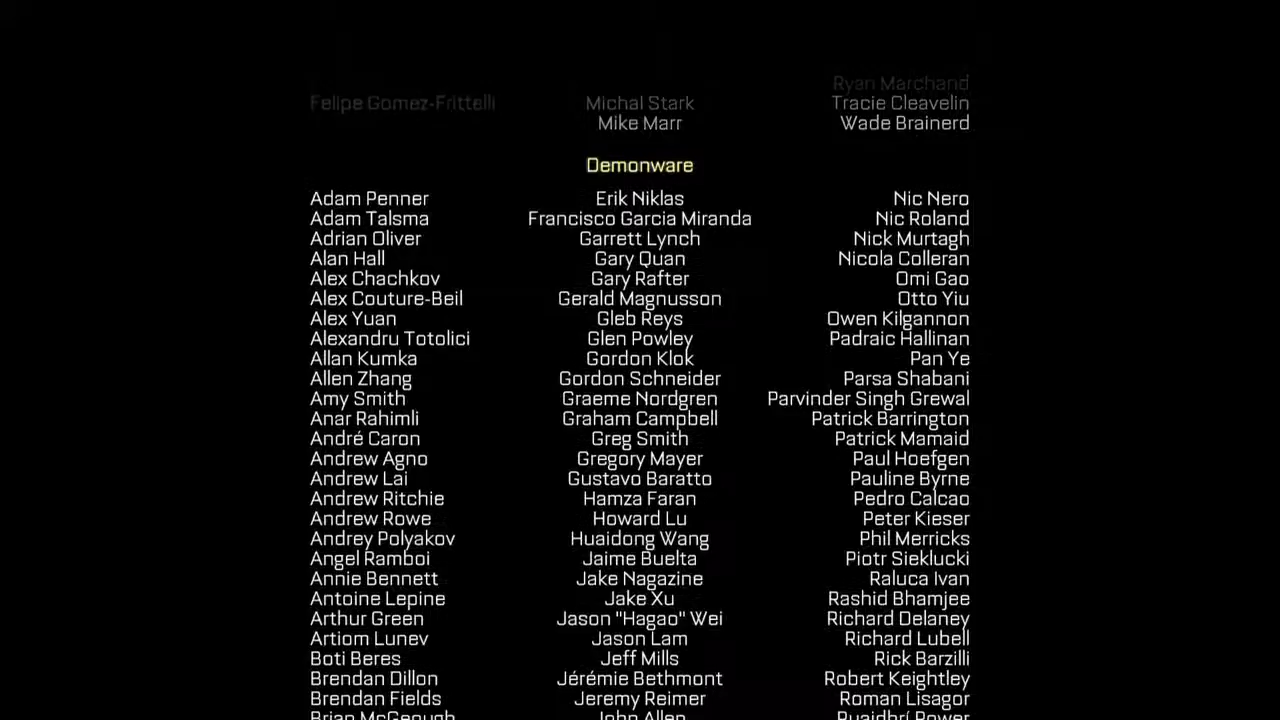 Ryan Marchand
Felipe Gomez-Frittelli Michal Stark Tracie Cleavelin
Mike Marr Wade Brainerd
Demonware
Adam Penner Erik Niklas Nic Nero
Adam Talsma Francisco Garcia Miranda Nic Roland
Adrian Oliver Garrett Lynch Nick Murtagh
Alan Hall Gary Quan Nicola Colleran
Alex Chachkov Gary Rafter Omi Gao
Alex Couture-Beil Gerald Magnusson Otto Yiu
Alex Yuan Gleb Reys Owen Kilgannon
Alexandru Totolici Glen Powley Padraic Hallinan
Allan Kumka Gordon Klok Pan Ye
Allen Zhang Gordon Schneider Parsa Shabani
Amy Smith Graeme Nordgren Parvinder Singh Grewal
Anar Rahimli Graham Campbell Patrick Barrington
André Caron Greg Smith Patrick Mamaid
Andrew Agno Gregory Mayer Paul Hoefgen
Andrew Lai Gustavo Baratto Pauline Byrne
Andrew Ritchie Hamza Faran Pedro Calcao
Andrew Rowe Howard Lu Peter Kieser
Andrey Polyakov Huaidong Wang Phil Merricks
Angel Ramboi Jaime Buelta Piotr Sieklucki
Annie Bennett Jake Nagazine Raluca Ivan
Antoine Lepine Jake Xu Rashid Bhamjee
Arthur Green Jason "Hagao" Wei Richard Delaney
Artiom Lunev Jason Lam Richard Lubell
Boti Beres Jeff Mills Rick Barzilli
Brendan Dillon Jérémie Bethmont Robert Keightley
Brendan Fields Jeremy Reimer Roman Lisagor
Brian McGeough John Allen Ruaidhrí Power